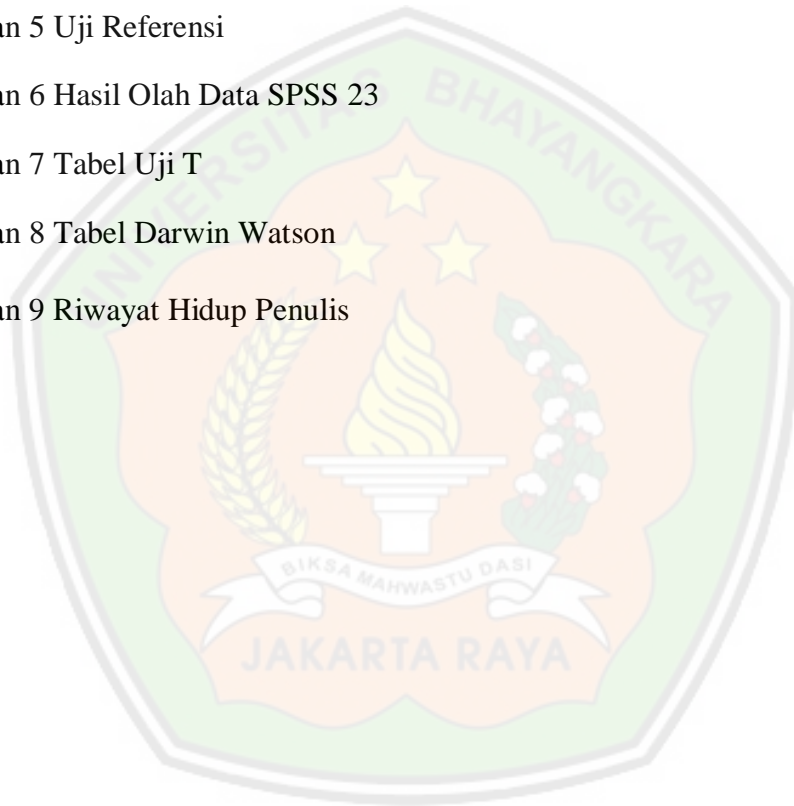 an 5 Uji Referensi
an 6 Hasil Olah Data SPSS 23
an 7 Tabel Uji T
an 8 Tabel Darwin Watson
an 9 Riwayat Hidup Penulis
UNIVERSITAS BHAYANGKARA
BIKSA MAHWASTU DASI
JAKARTA RAYA